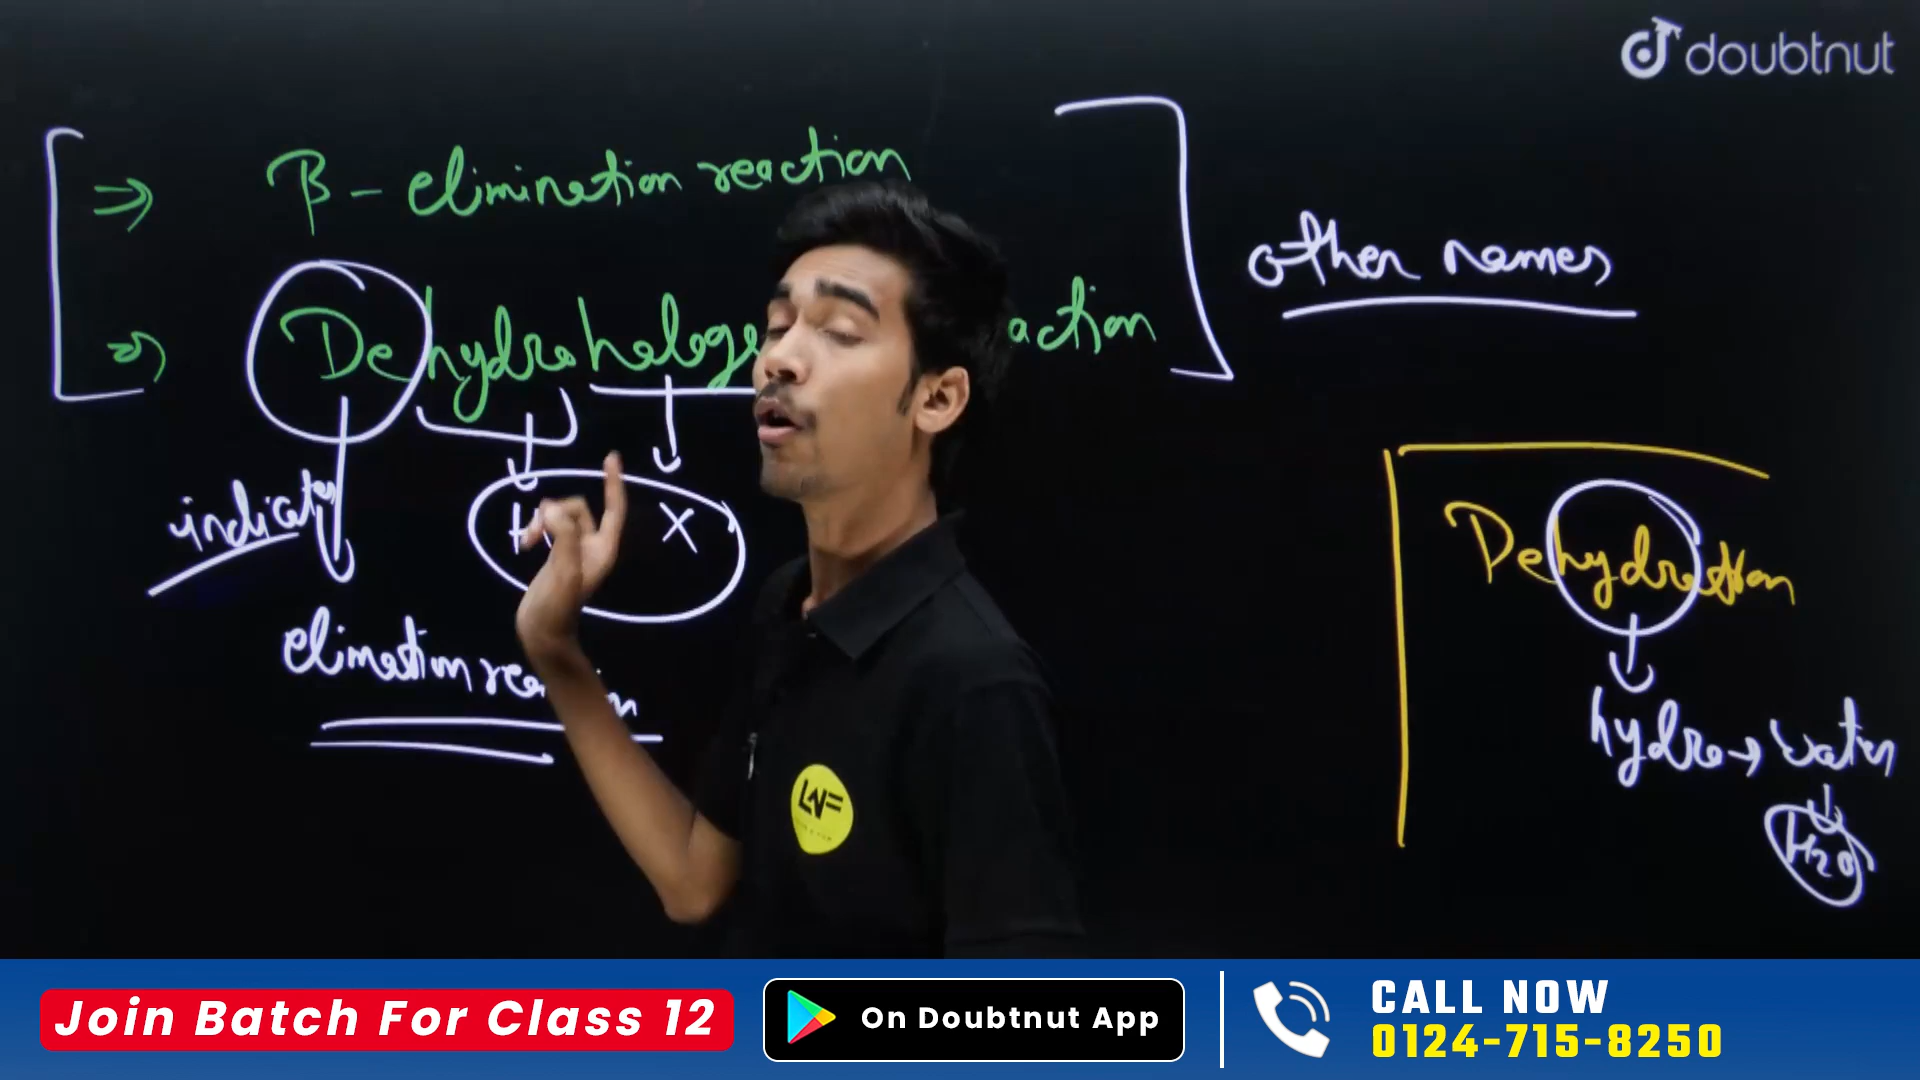 doubtnut
⇒ β - elimination reaction
⇒ Dehydrohaloge action
other names
indicates
H X
elimation rea n
Dehydration
hydro → water
H2O
LNF
Join Batch For Class 12
On Doubtnut App
CALL NOW
0124-715-8250